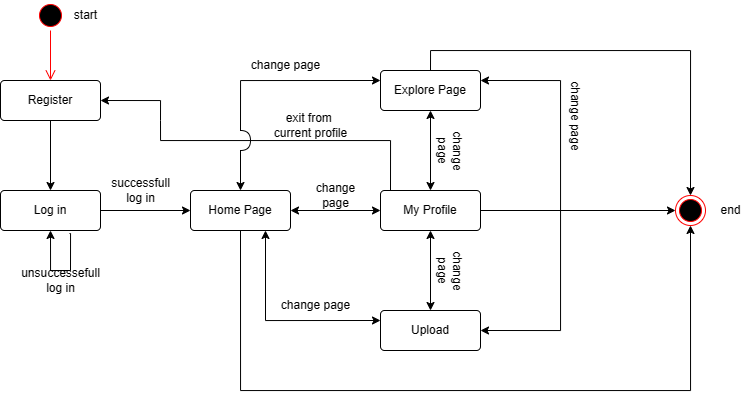 start
change page
Explore Page
Register
change page
exit from
current profile
change
page
successfull
log in
change
page
Log in
Home Page
My Profile
end
unsuccessefull
log in
change
page
change page
Upload